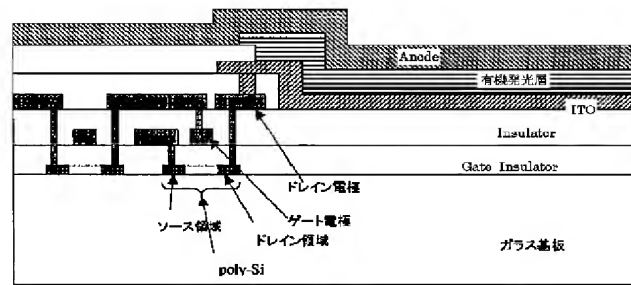 Anode
有機発光層
ITO
Insulator
Gate Insulator
ドレイン電極
ゲート電極
ソース領域
ドレイン領域
poly-Si
ガラス基板